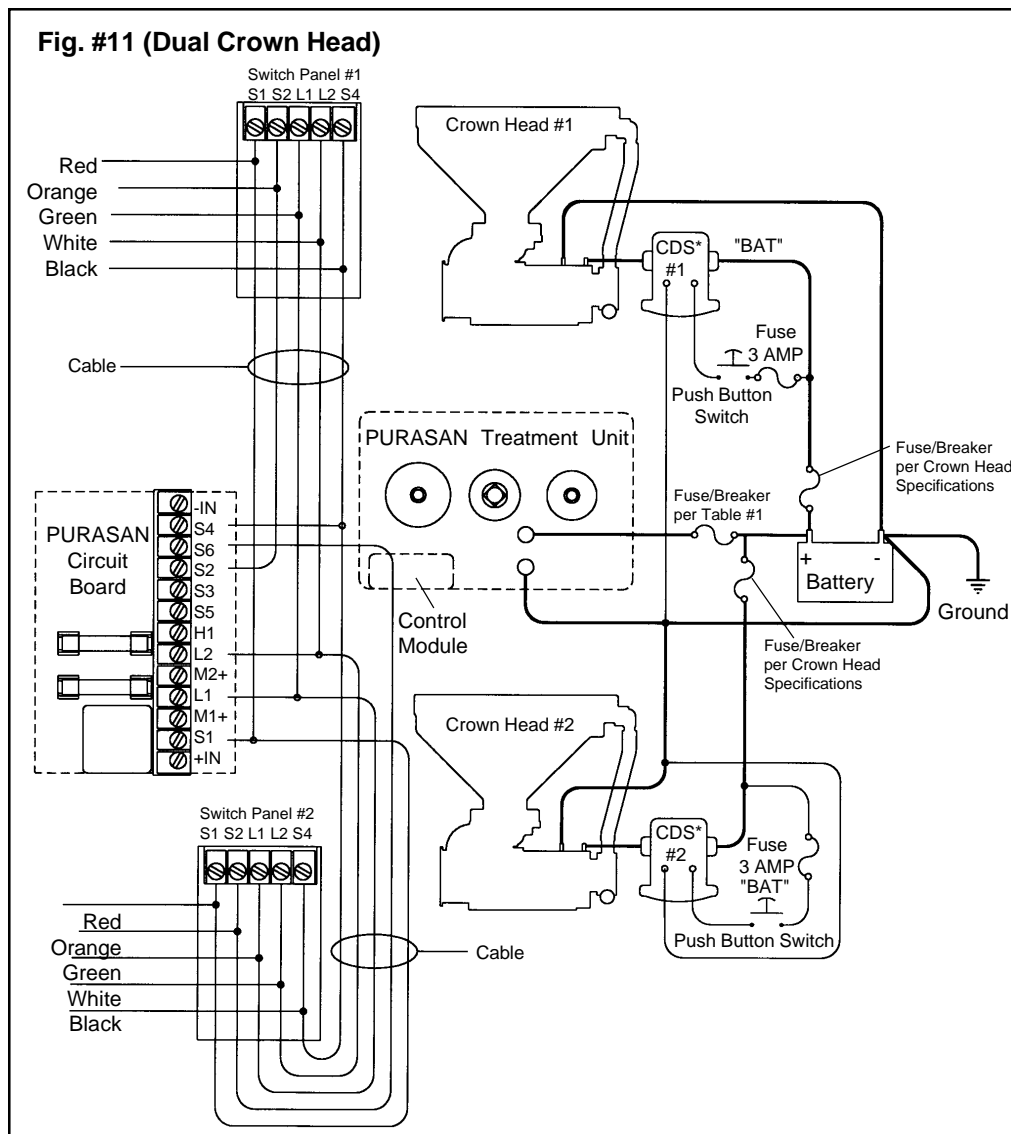 Fig. #11 (Dual Crown Head)
Switch Panel #1
S1 S2 L1 L2 S4
Red
Orange
Green
White
Black
Cable
Crown Head #1
CDS*
#1
"BAT"
Fuse
3 AMP
Push Button
Switch
PURASAN Treatment Unit
Control
Module
Fuse/Breaker
per Table #1
Fuse/Breaker
per Crown Head
Specifications
+ -
Battery
Ground
Fuse/Breaker
per Crown Head
Specifications
PURASAN
Circuit
Board
-IN
S4
S6
S2
S3
S5
H1
L2
M2+
L1
M1+
S1
+IN
Crown Head #2
CDS*
#2
Fuse
3 AMP
"BAT"
Push Button Switch
Switch Panel #2
S1 S2 L1 L2 S4
Red
Orange
Green
White
Black
Cable